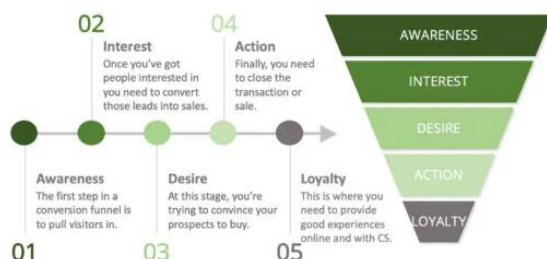 02
Interest
Once you've got
people interested in
you need to convert
those leads into sales.
04
Action
Finally, you need
to close the
transaction or
sale.
Awareness
The first step in a
conversion funnel is
to pull visitors in.
01
Desire
At this stage, you're
trying to convince your
prospects to buy.
03
Loyalty
This is where you
need to provide
good experiences
online and with CS.
05
AWARENESS
INTEREST
DESIRE
ACTION
LOYALTY